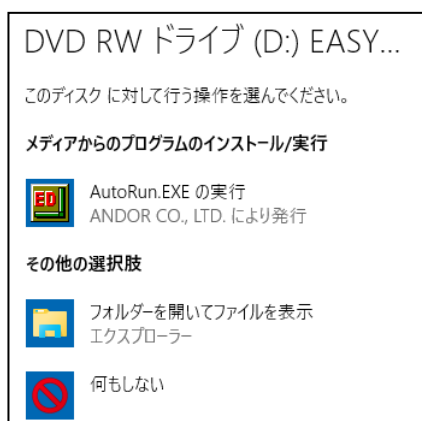 DVD RW ドライブ (D:) EASY...
このディスク に対して行う操作を選んでください。
メディアからのプログラムのインストール/実行
ED
AutoRun.EXE の実行
ANDOR CO., LTD. により発行
その他の選択肢
フォルダーを開いてファイルを表示
エクスプローラー
何もしない